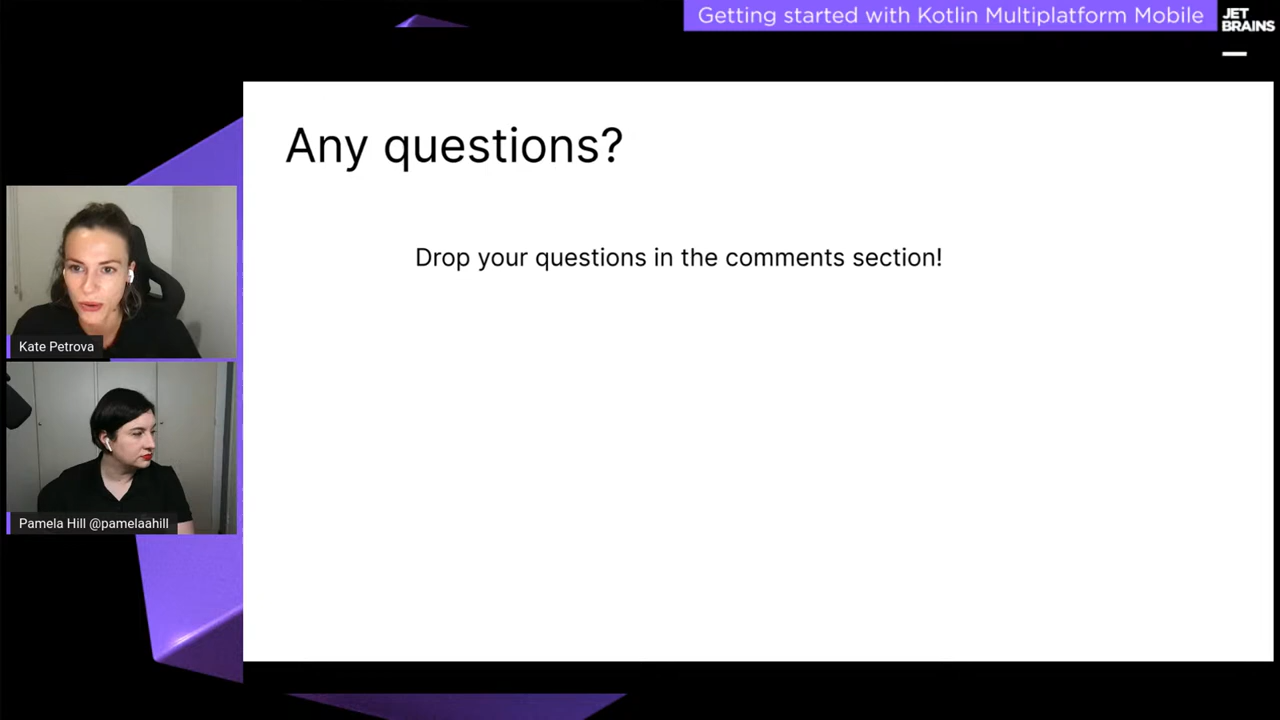 Getting started with Kotlin Multiplatform Mobile
JET
BRAINS
Any questions?
Drop your questions in the comments section!
Kate Petrova
Pamela Hill @pamelaahill